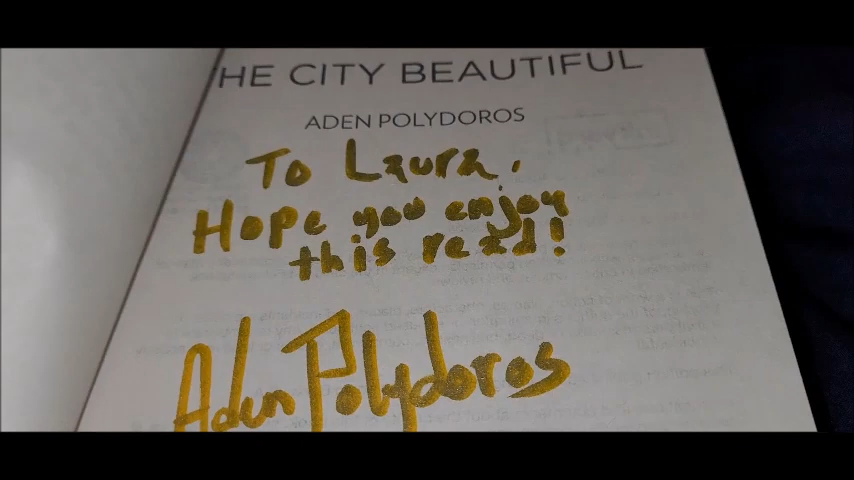 HE CITY BEAUTIFUL
ADEN POLYDOROS
To Laura,
Hope you enjoy
this read!
Aden Polydoros